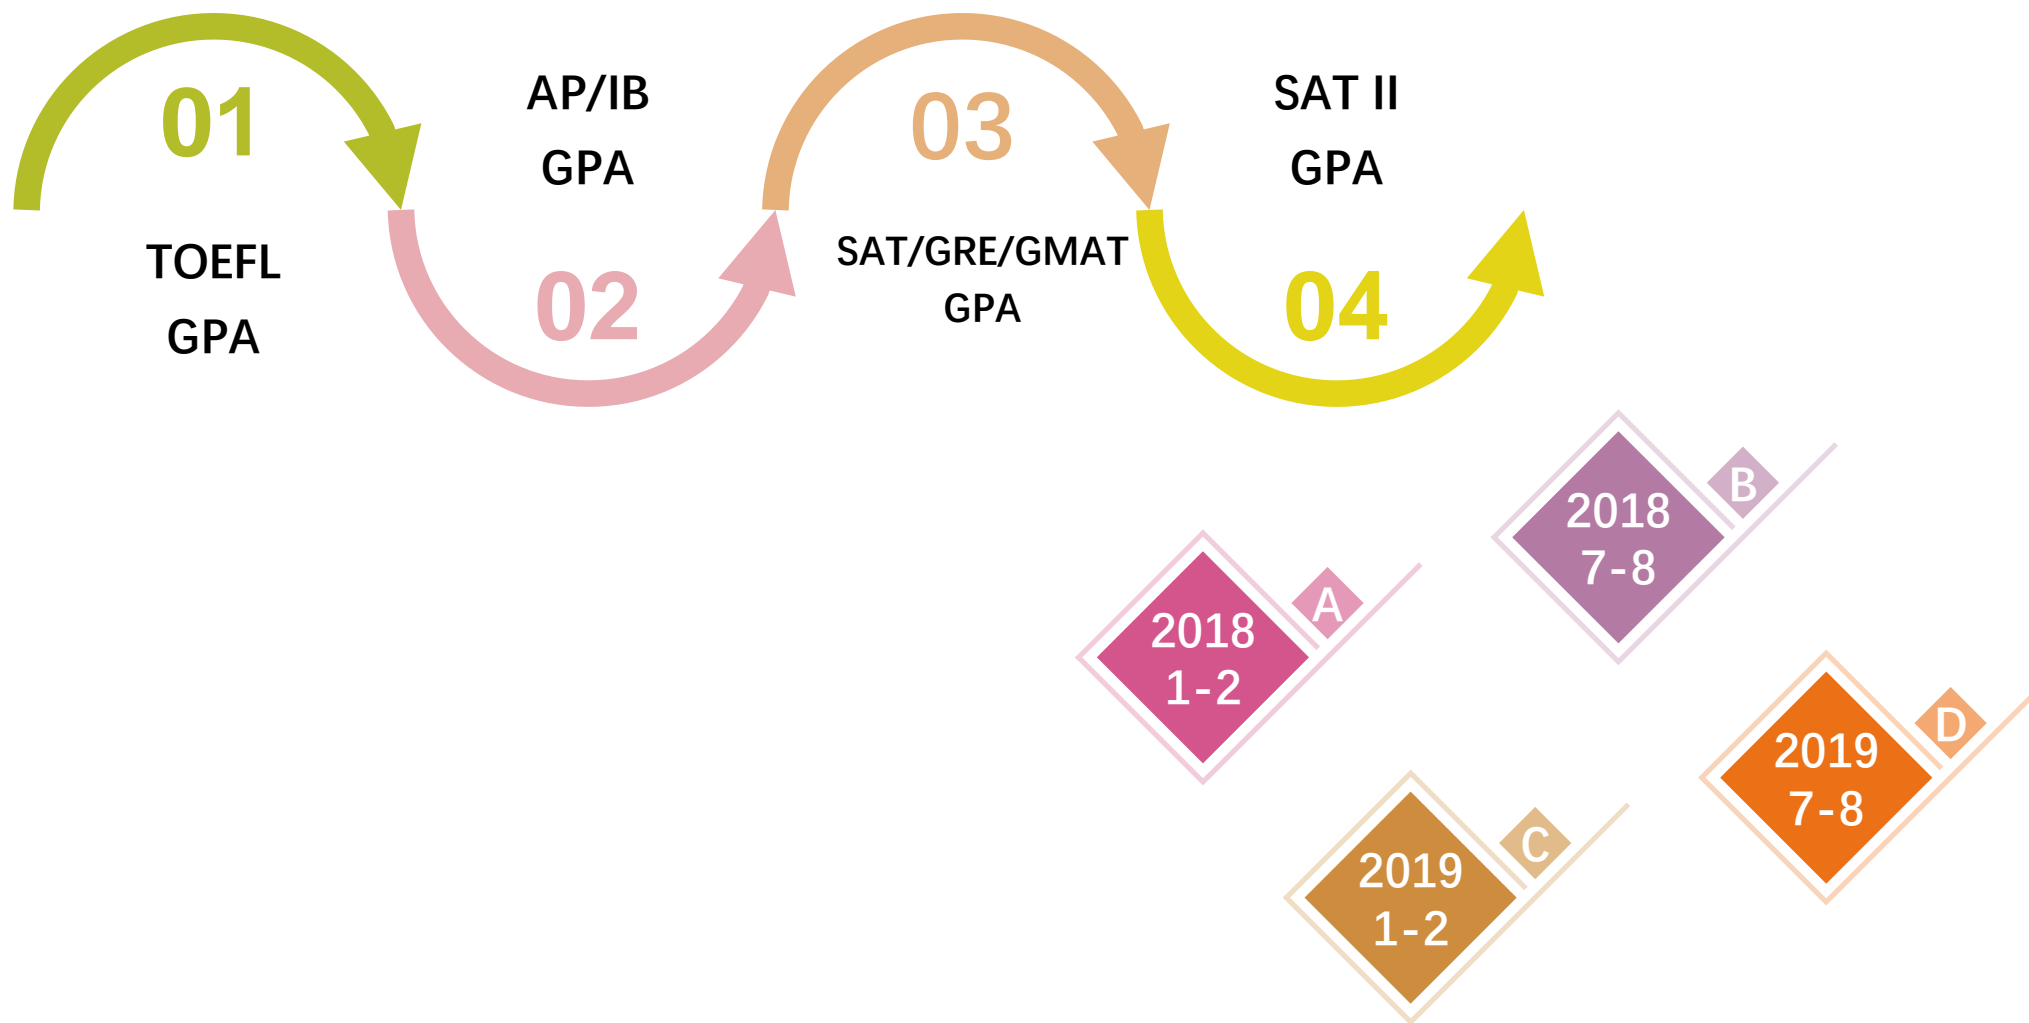 01
TOEFL
GPA
AP/IB
GPA
02
03
SAT/GRE/GMAT
GPA
SAT II
GPA
04
A
2018
1-2
B
2018
7-8
C
2019
1-2
D
2019
7-8